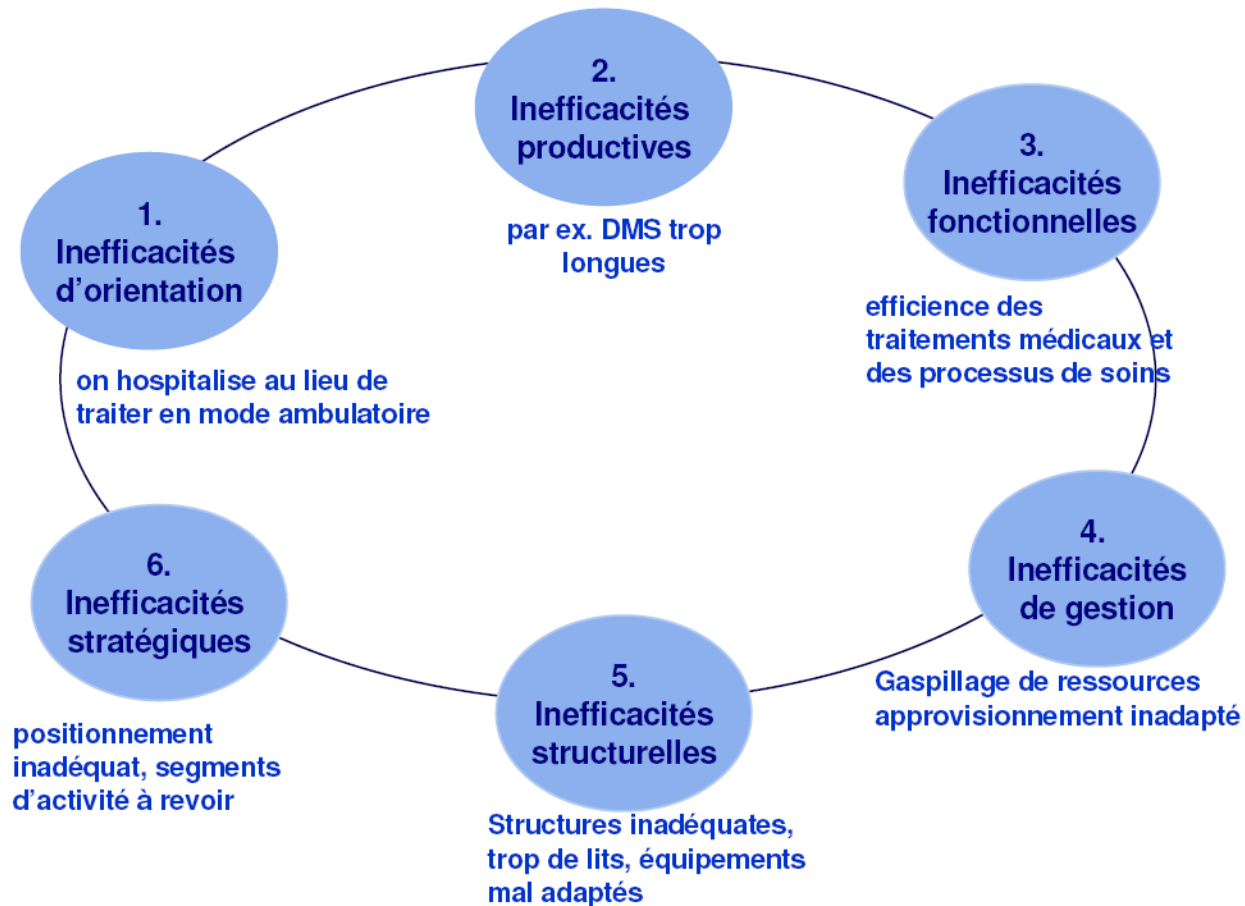 1.
Inefficacités
d’orientation
on hospitalise au lieu de
traiter en mode ambulatoire
2.
Inefficacités
productives
par ex. DMS trop
longues
3.
Inefficacités
fonctionnelles
efficience des
traitements médicaux et
des processus de soins
4.
Inefficacités
de gestion
Gaspillage de ressources
approvisionnement inadapté
5.
Inefficacités
structurelles
Structures inadéquates,
trop de lits, équipements
mal adaptés
6.
Inefficacités
stratégiques
positionnement
inadéquat, segments
d’activité à revoir